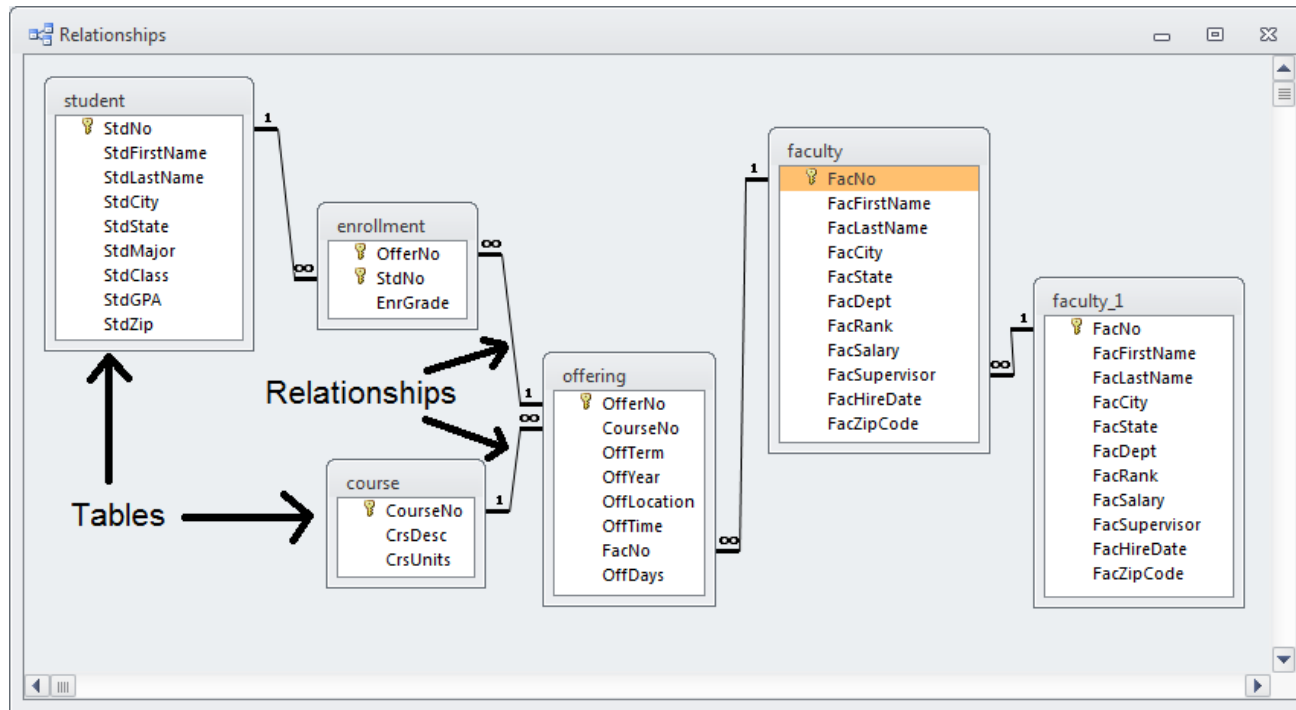 Relationships
student
StdNo
StdFirstName
StdLastName
StdCity
StdState
StdMajor
StdClass
StdGPA
StdZip
1
∞
enrollment
OfferNo
StdNo
EnrGrade
∞
1
Relationships
Tables
course
CourseNo
CrsDesc
CrsUnits
1
∞
offering
OfferNo
CourseNo
OffTerm
OffYear
OffLocation
OffTime
FacNo
OffDays
∞
1
faculty
FacNo
FacFirstName
FacLastName
FacCity
FacState
FacDept
FacRank
FacSalary
FacSupervisor
FacHireDate
FacZipCode
∞
1
faculty_1
FacNo
FacFirstName
FacLastName
FacCity
FacState
FacDept
FacRank
FacSalary
FacSupervisor
FacHireDate
FacZipCode